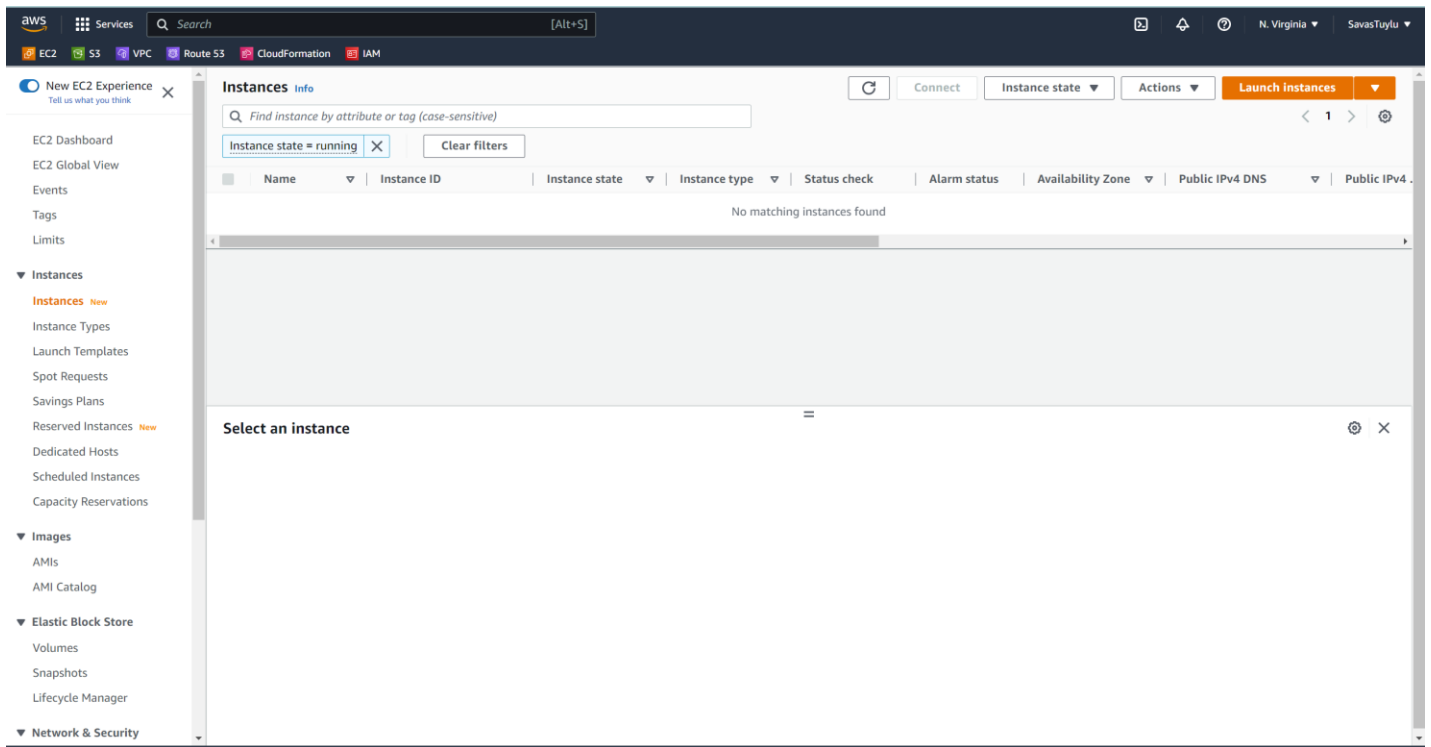 aws Services Search [Alt+S] N. Virginia SavasTuylu
EC2 S3 VPC Route 53 CloudFormation IAM
New EC2 Experience
Tell us what you think
EC2 Dashboard
EC2 Global View
Events
Tags
Limits
Instances
Instances New
Instance Types
Launch Templates
Spot Requests
Savings Plans
Reserved Instances New
Dedicated Hosts
Scheduled Instances
Capacity Reservations
Images
AMIs
AMI Catalog
Elastic Block Store
Volumes
Snapshots
Lifecycle Manager
Network & Security
Instances Info Connect Instance state Actions Launch instances
Find instance by attribute or tag (case-sensitive) 1
Instance state = running Clear filters
Name Instance ID Instance state Instance type Status check Alarm status Availability Zone Public IPv4 DNS Public IPv4 .
No matching instances found
Select an instance